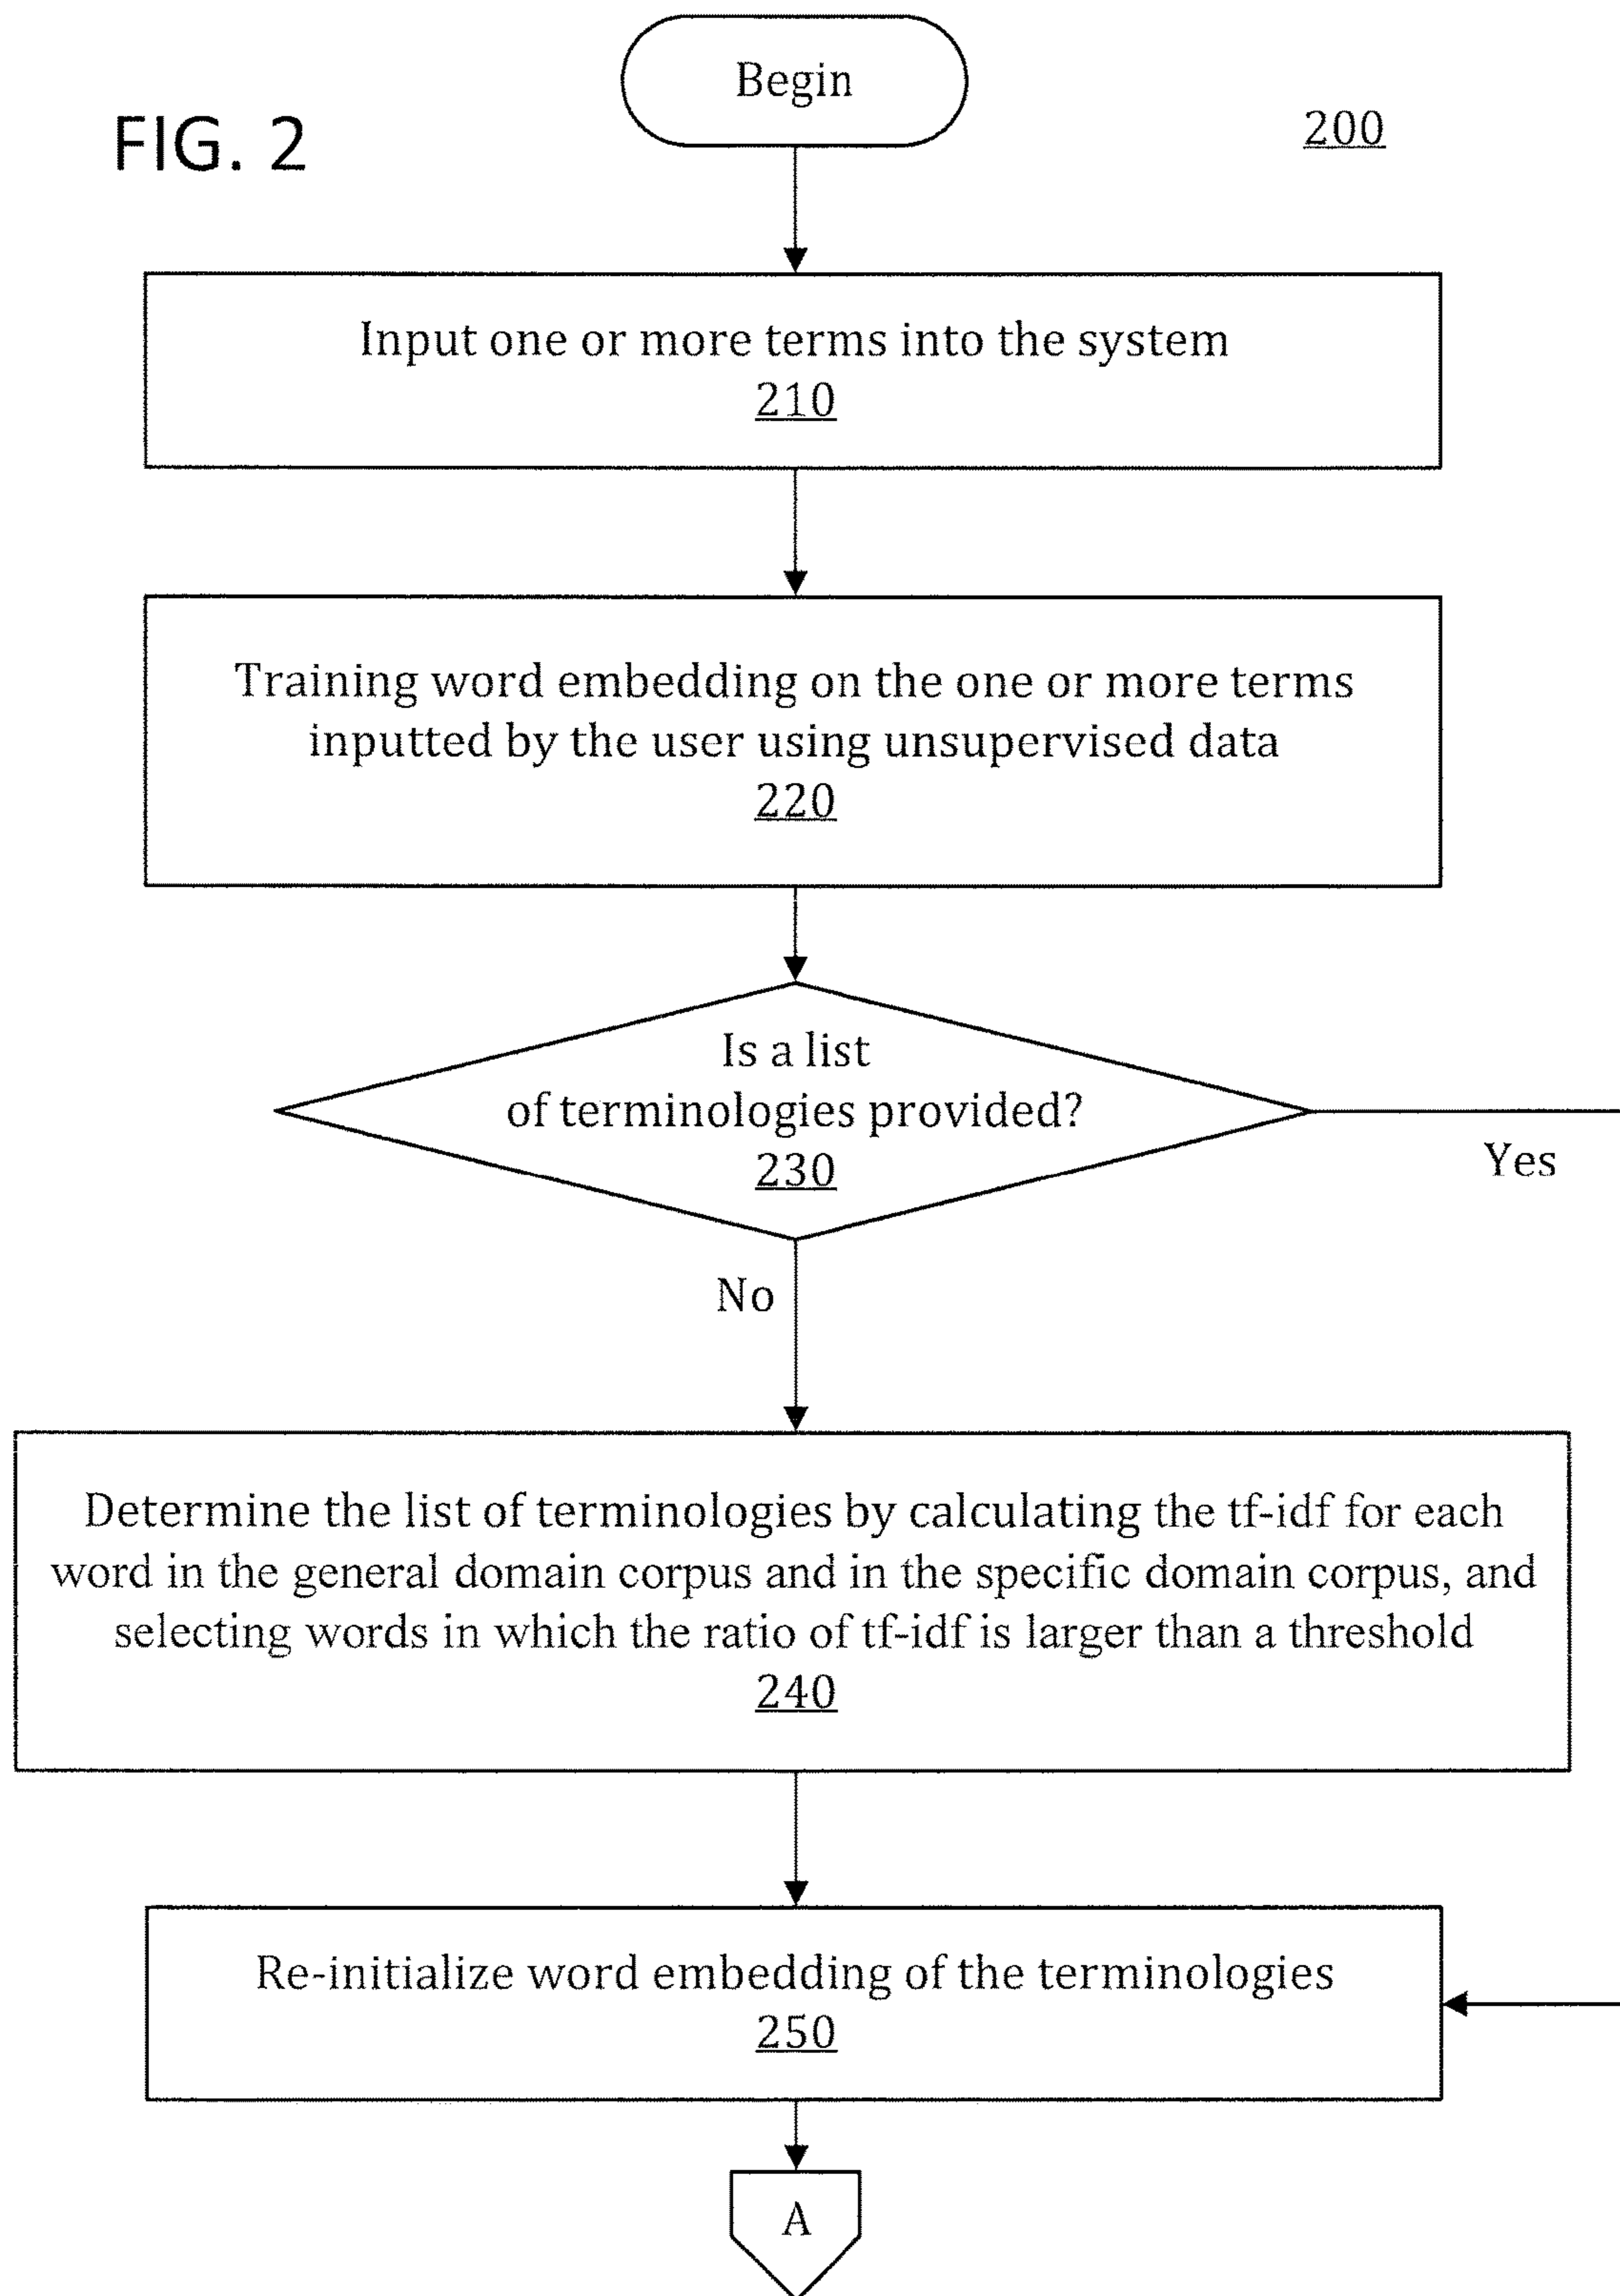 Begin
FIG. 2
200
Input one or more terms into the system
210
Training word embedding on the one or more terms
inputted by the user using unsupervised data
220
Is a list
of terminologies provided?
230
Yes
No
Determine the list of terminologies by calculating the tf-idf for each
word in the general domain corpus and in the specific domain corpus, and
selecting words in which the ratio of tf-idf is larger than a threshold
240
Re-initialize word embedding of the terminologies
250
A